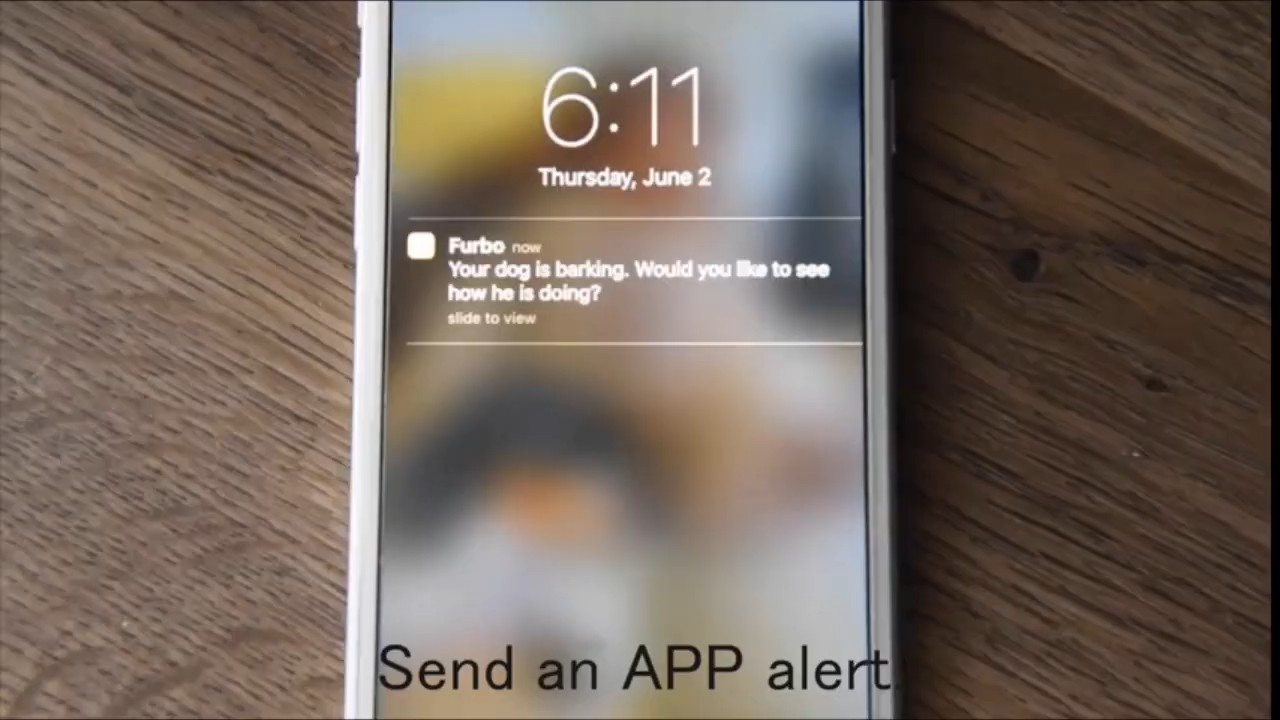 6:11
Thursday, June 2
Furbo now
Your dog is barking. Would you like to see
how he is doing?
slide to view
Send an APP alert